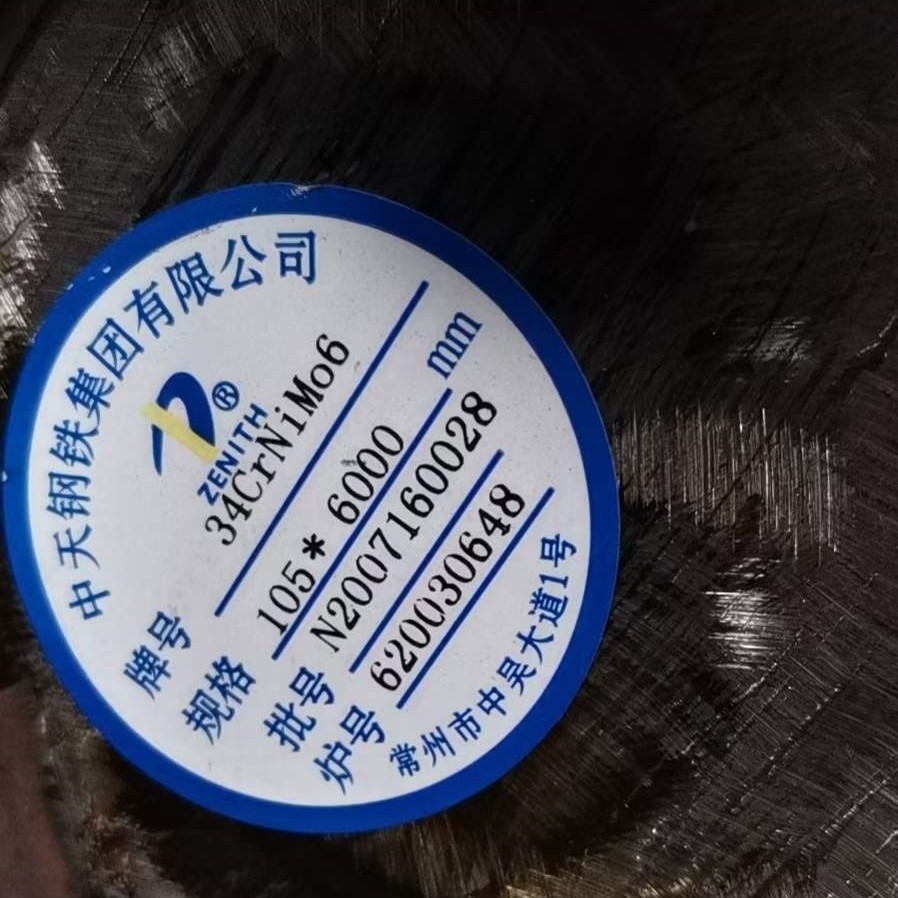 中天钢铁集团有限公司
®
ZENITH
牌号 34CrNiMo6
规格 105* 6000 mm
批号 N2007160028
炉号 620030648
常州市中吴大道1号